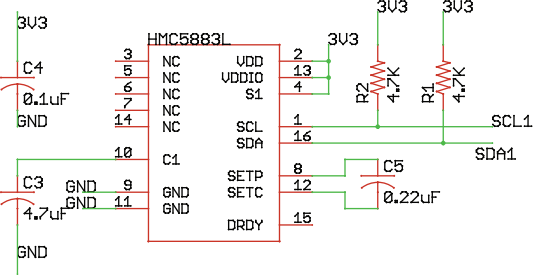 3V3 3V3
3V3 HMC5883L 3V3
3 NC VDD 2
C4 5 NC VDDIO 13
6 NC S1 4
0.1uF 7 NC R2 4.7K R1 4.7K
GND 14 NC SCL 1 SCL1
SDA 16 SDA1
10 C1
C3 SETP 8 C5
GND 9 GND SETC 12 0.22uF
4.7uF GND 11 GND
DRDY 15
GND